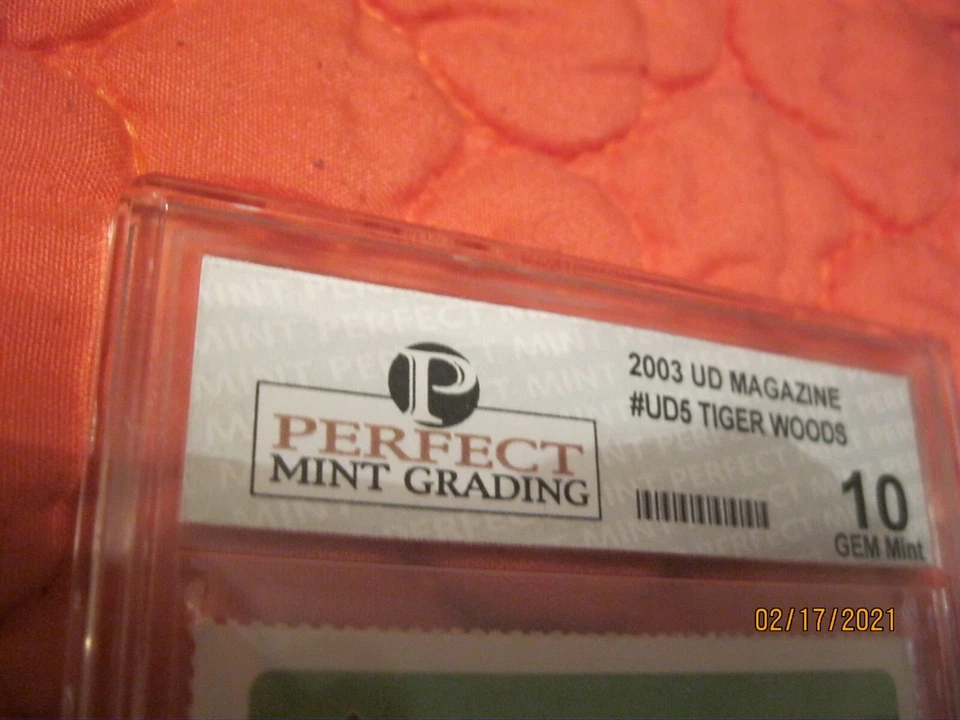 P
PERFECT
MINT GRADING
2003 UD MAGAZINE
#UD5 TIGER WOODS
10
GEM Mint
02/17/2021